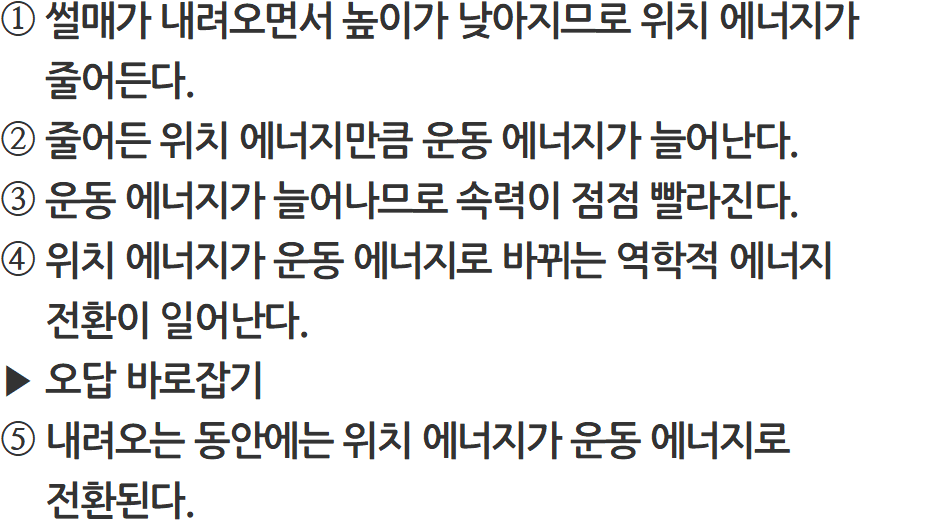 ① 썰매가 내려오면서 높이가 낮아지므로 위치 에너지가
줄어든다.
② 줄어든 위치 에너지만큼 운동 에너지가 늘어난다.
③ 운동 에너지가 늘어나므로 속력이 점점 빨라진다.
④ 위치 에너지가 운동 에너지로 바뀌는 역학적 에너지
전환이 일어난다.
▶ 오답 바로잡기
⑤ 내려오는 동안에는 위치 에너지가 운동 에너지로
전환된다.